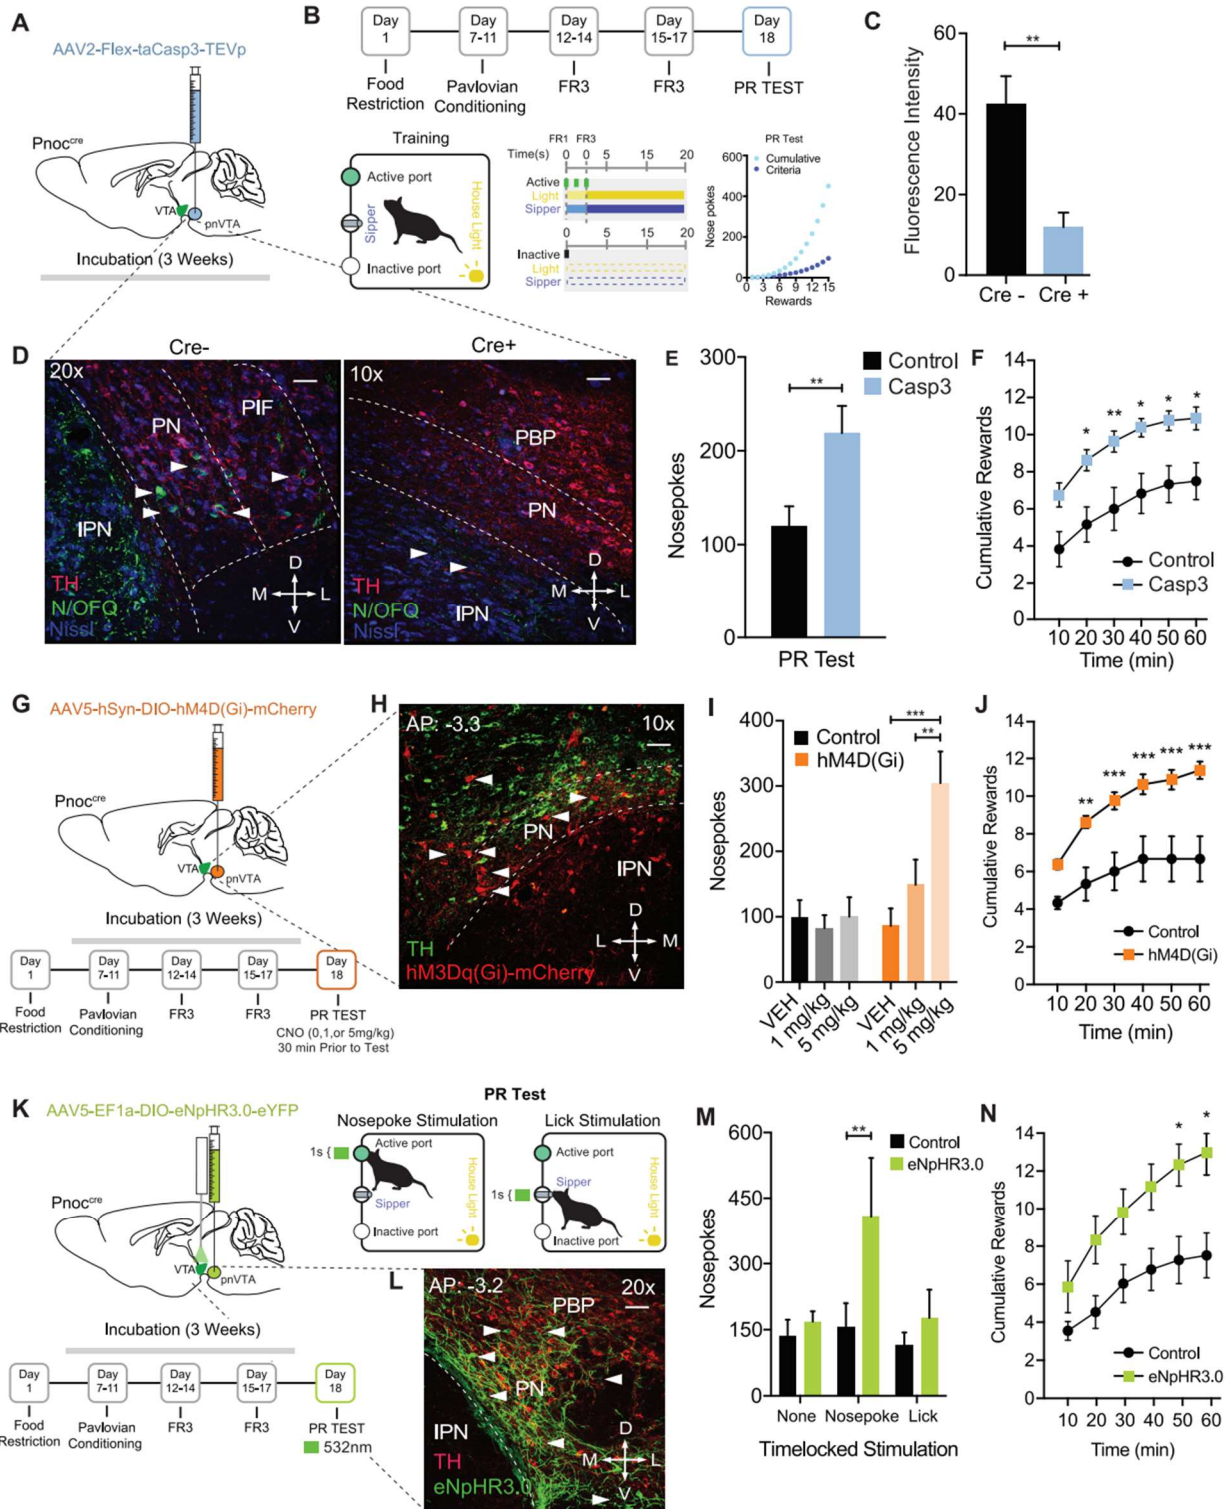 A
AAV2-Flex-taCasp3-TEVp
Pnoccre
VTA
pnVTA
Incubation (3 Weeks)
B
Day 1
Day 7-11
Day 12-14
Day 15-17
Day 18
Food Restriction
Pavlovian Conditioning
FR3
FR3
PR TEST
Training
Active port
Sipper
House Light
Inactive port
FR1 FR3
Time(s) 0 0 5 15 20
Active
Light
Sipper
0 5 15 20
Inactive
Light
Sipper
PR Test
Cumulative
Criteria
Nose pokes
600
400
200
0
0 3 6 9 12 15
Rewards
C
Fluorescence Intensity
60
40
20
0
**
Cre - Cre +
D
Cre-
Cre+
20x
PN
PIF
IPN
TH
N/OFQ
Nissl
D
M L
V
10x
PBP
PN
IPN
TH
N/OFQ
Nissl
D
M L
V
E
Nosepokes
300
200
100
0
**
Control
Casp3
PR Test
F
Cumulative Rewards
14
12
10
8
6
4
2
0
* ** * * *
Control
Casp3
10 20 30 40 50 60
Time (min)
G
AAV5-hSyn-DIO-hM4D(Gi)-mCherry
Pnoccre
VTA
pnVTA
Incubation (3 Weeks)
Day 1
Day 7-11
Day 12-14
Day 15-17
Day 18
Food Restriction
Pavlovian Conditioning
FR3
FR3
PR TEST
CNO (0,1,or 5mg/kg)
30 min Prior to Test
H
AP: -3.3
10x
PN
IPN
D
L M
V
TH
hM3Dq(Gi)-mCherry
I
Nosepokes
400
300
200
100
0
***
**
Control
hM4D(Gi)
VEH 1 mg/kg 5 mg/kg VEH 1 mg/kg 5 mg/kg
J
Cumulative Rewards
14
12
10
8
6
4
2
0
** *** *** *** ***
Control
hM4D(Gi)
10 20 30 40 50 60
Time (min)
K
AAV5-EF1a-DIO-eNpHR3.0-eYFP
Pnoccre
VTA
pnVTA
Incubation (3 Weeks)
Day 1
Day 7-11
Day 12-14
Day 15-17
Day 18
Food Restriction
Pavlovian Conditioning
FR3
FR3
PR TEST
532nm
PR Test
Nosepoke Stimulation
1s {
Active port
Sipper
Inactive port
House Light
Lick Stimulation
Active port
1s {
Sipper
Inactive port
House Light
L
AP: -3.2
20x
PBP
PN
IPN
TH
eNpHR3.0
D
M L
V
M
Nosepokes
600
450
300
150
0
**
Control
eNpHR3.0
None Nosepoke Lick
Timelocked Stimulation
N
Cumulative Rewards
14
12
10
8
6
4
2
0
* *
Control
eNpHR3.0
10 20 30 40 50 60
Time (min)